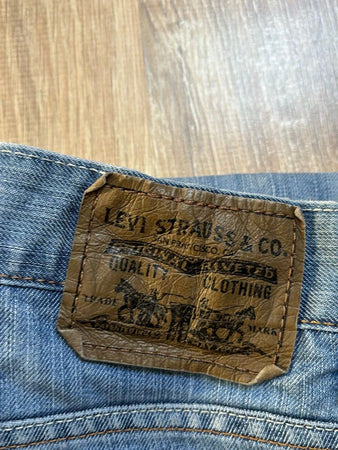 LEVI STRAUSS & CO.
SAN FRANCISCO
ORIGINAL RIVETED
QUALITY CLOTHING
TRADE MARK